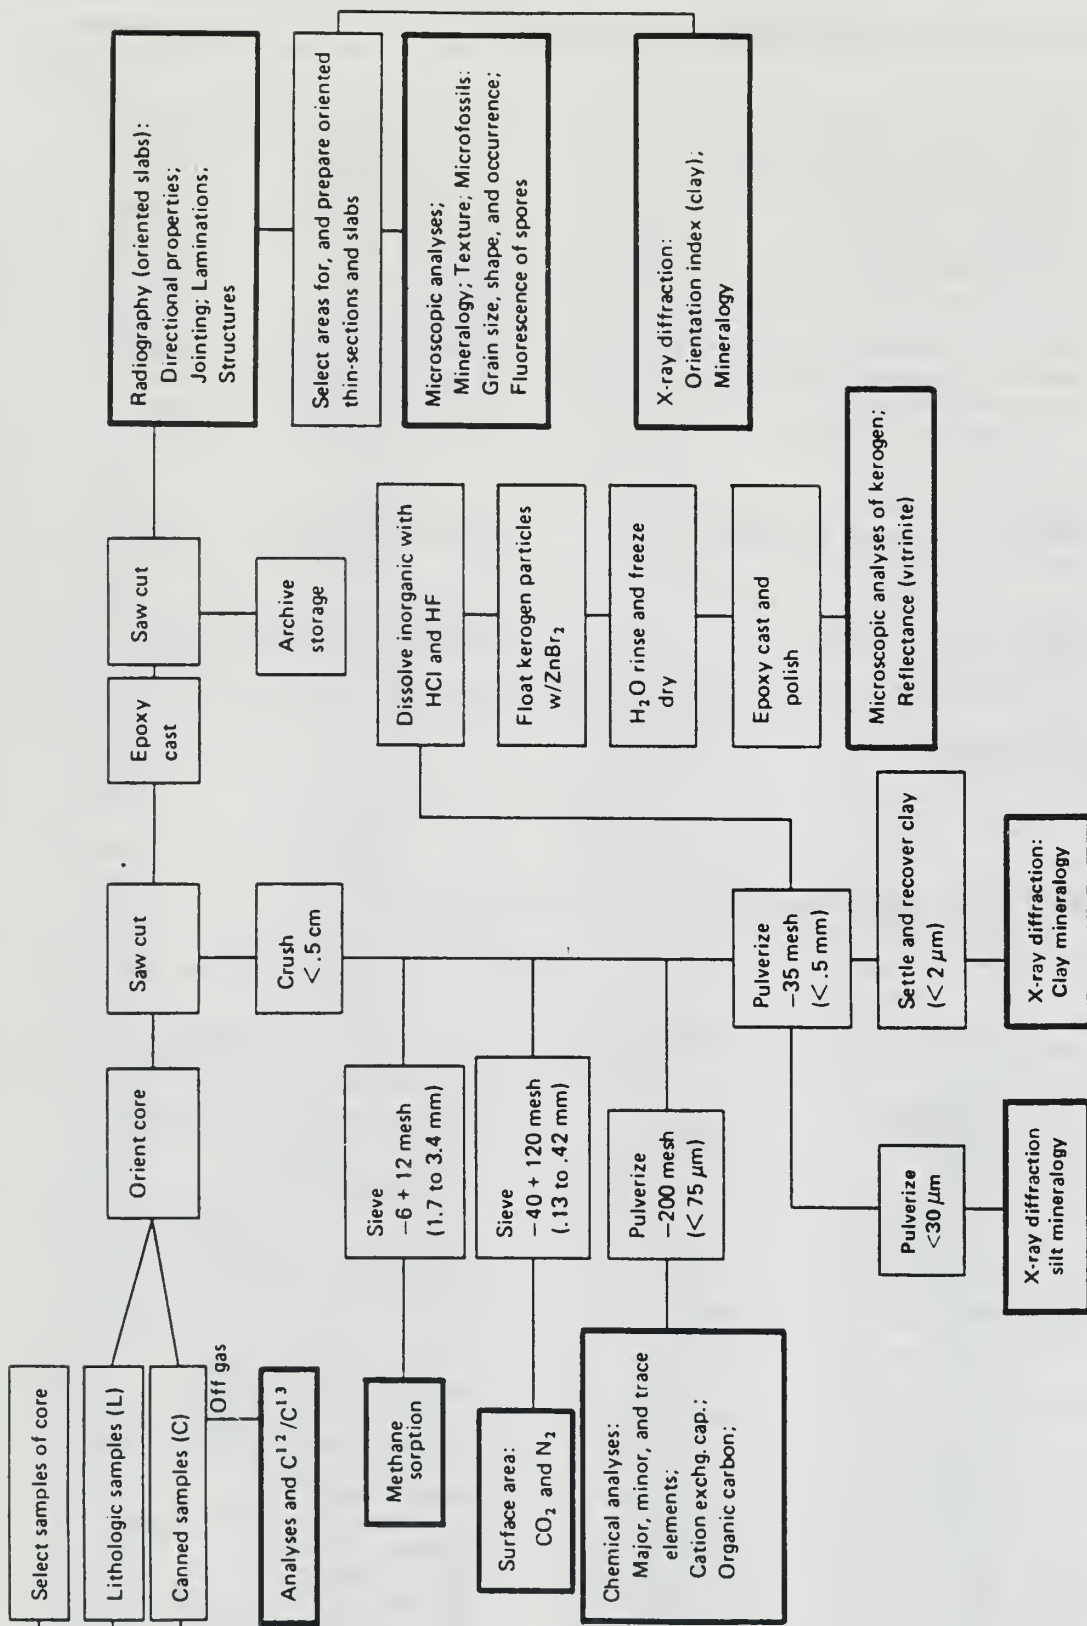 Select samples of core
Lithologic samples (L)
Canned samples (C)
Off gas
Analyses and C¹²/C¹³
Orient core
Saw cut
Crush
< .5 cm
Epoxy
cast
Saw cut
Archive
storage
Radiography (oriented slabs):
Directional properties;
Jointing; Laminations;
Structures
Select areas for, and prepare oriented
thin-sections and slabs
Microscopic analyses;
Mineralogy; Texture; Microfossils:
Grain size, shape, and occurrence;
Fluorescence of spores
X-ray diffraction:
Orientation index (clay);
Mineralogy
Sieve
−6 + 12 mesh
(1.7 to 3.4 mm)
Methane
sorption
Sieve
−40 + 120 mesh
(.13 to .42 mm)
Surface area:
CO₂ and N₂
Pulverize
−200 mesh
(< 75 μm)
Chemical analyses:
Major, minor, and trace
elements;
Cation exchg. cap.;
Organic carbon;
Pulverize
−35 mesh
(< .5 mm)
Dissolve inorganic with
HCl and HF
Float kerogen particles
w/ZnBr₂
H₂O rinse and freeze
dry
Epoxy cast and
polish
Microscopic analyses of kerogen;
Reflectance (vitrinite)
Settle and recover clay
(< 2 μm)
X-ray diffraction:
Clay mineralogy
Pulverize
<30 μm
X-ray diffraction
silt mineralogy